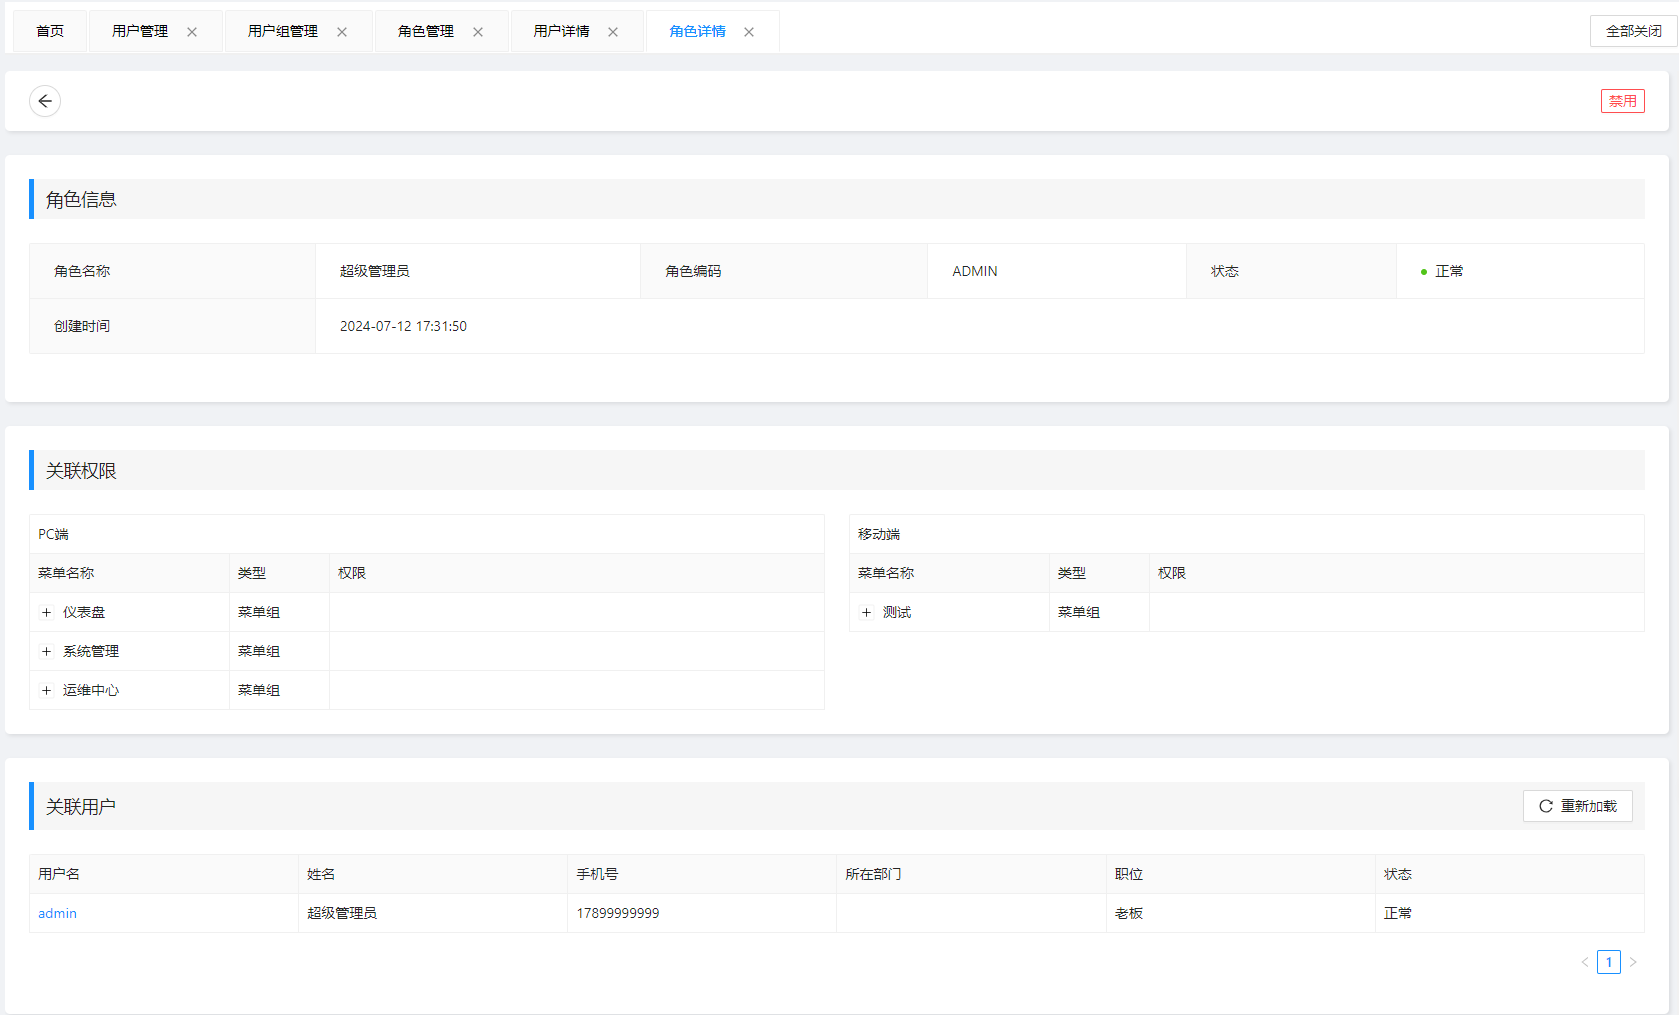 首页 用户管理 用户组管理 角色管理 用户详情 角色详情 全部关闭
禁用
角色信息
角色名称 超级管理员 角色编码 ADMIN 状态 正常
创建时间 2024-07-12 17:31:50
关联权限
PC端
菜单名称 类型 权限
仪表盘 菜单组
系统管理 菜单组
运维中心 菜单组
移动端
菜单名称 类型 权限
测试 菜单组
关联用户 重新加载
用户名 姓名 手机号 所在部门 职位 状态
admin 超级管理员 17899999999 老板 正常
1